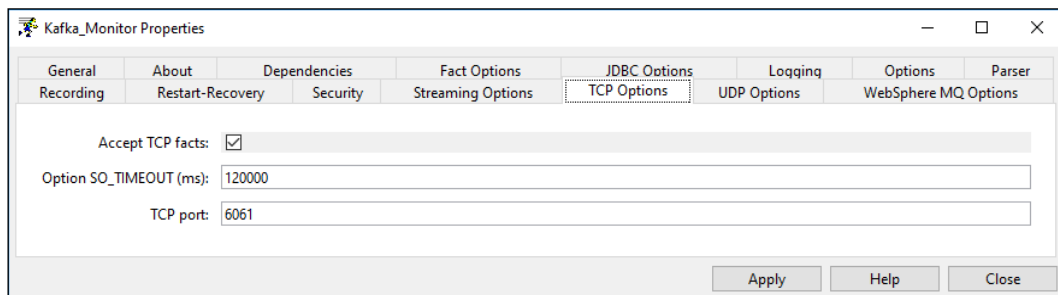 Kafka_Monitor Properties
General About Dependencies Fact Options JDBC Options Logging Options Parser
Recording Restart-Recovery Security Streaming Options TCP Options UDP Options WebSphere MQ Options
Accept TCP facts:
Option SO_TIMEOUT (ms): 120000
TCP port: 6061
Apply Help Close